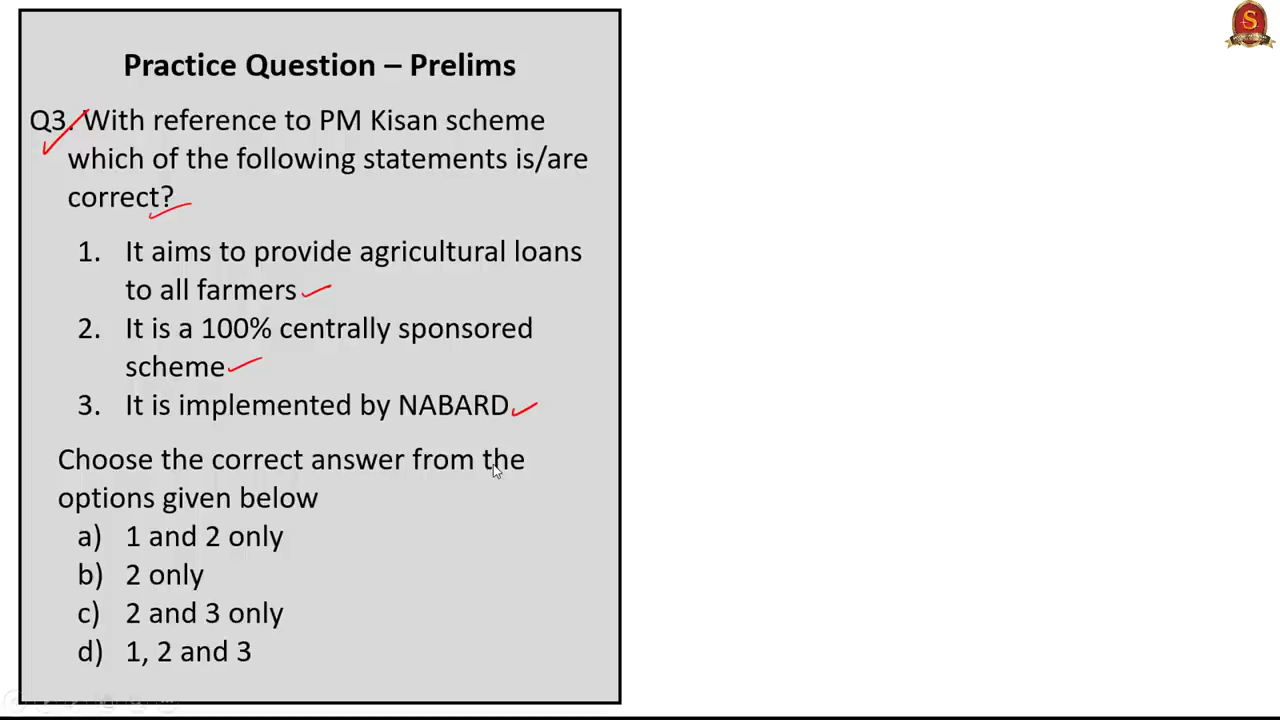 Practice Question – Prelims
Q3. With reference to PM Kisan scheme
which of the following statements is/are
correct?
1. It aims to provide agricultural loans
to all farmers
2. It is a 100% centrally sponsored
scheme
3. It is implemented by NABARD
Choose the correct answer from the
options given below
a) 1 and 2 only
b) 2 only
c) 2 and 3 only
d) 1, 2 and 3
S